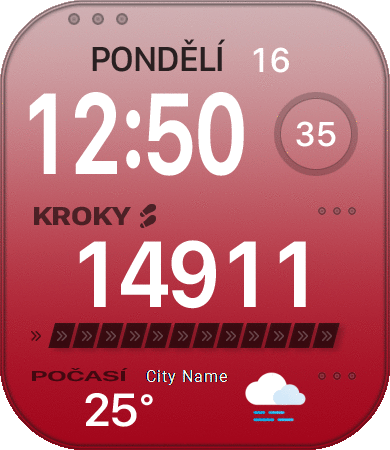 PONDĚLÍ 16
12:50 35
KROKY
14911
POČASÍ City Name
25°